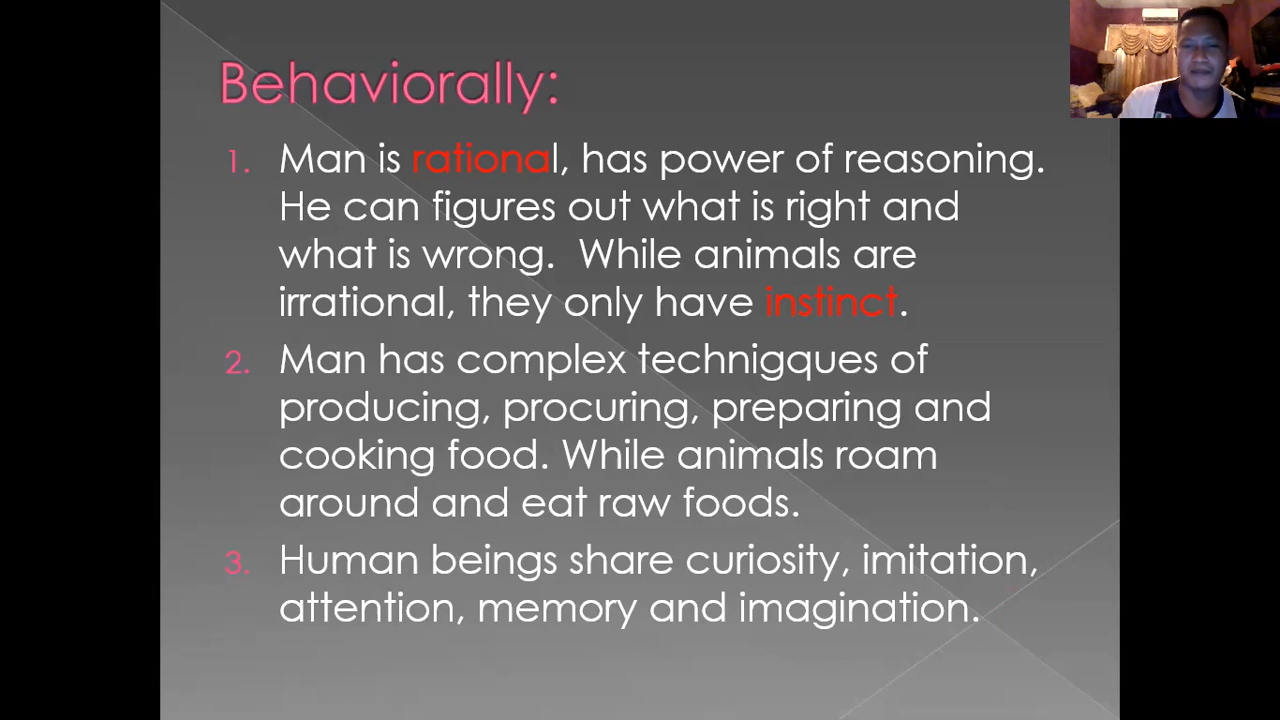 Behaviorally:
1. Man is rational, has power of reasoning.
He can figures out what is right and
what is wrong. While animals are
irrational, they only have instinct.
2. Man has complex technigques of
producing, procuring, preparing and
cooking food. While animals roam
around and eat raw foods.
3. Human beings share curiosity, imitation,
attention, memory and imagination.